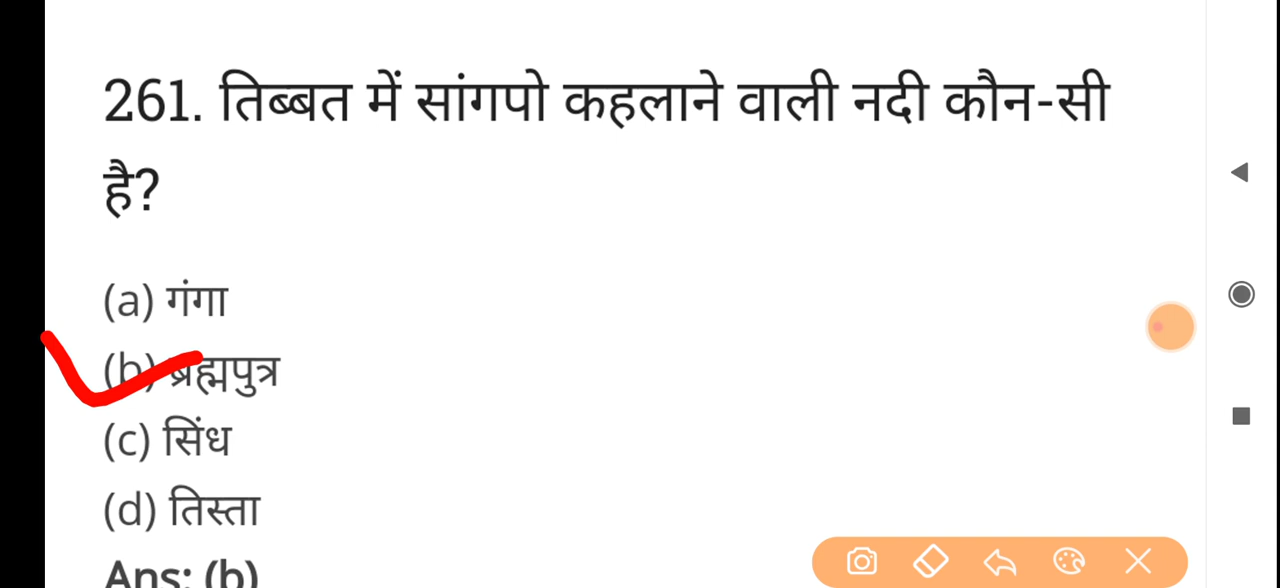 261. तिब्बत में सांगपो कहलाने वाली नदी कौन-सी
है?
(a) गंगा
(b) ब्रह्मपुत्र
(c) सिंध
(d) तिस्ता
Ans: (b)